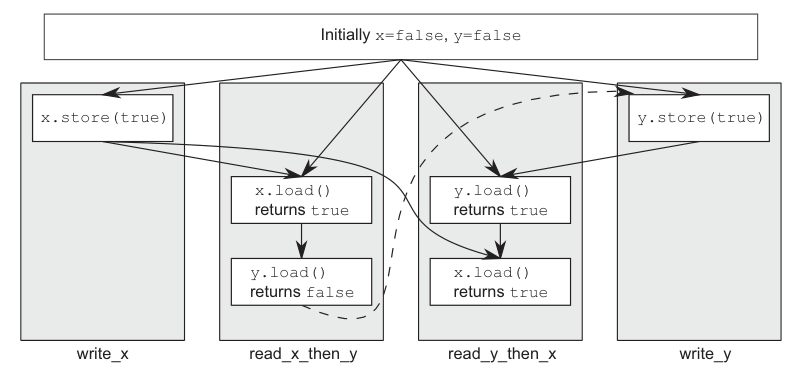 Initially x=false, y=false
x.store(true)
y.store(true)
x.load()
returns true
y.load()
returns true
y.load()
returns false
x.load()
returns true
write_x
read_x_then_y
read_y_then_x
write_y